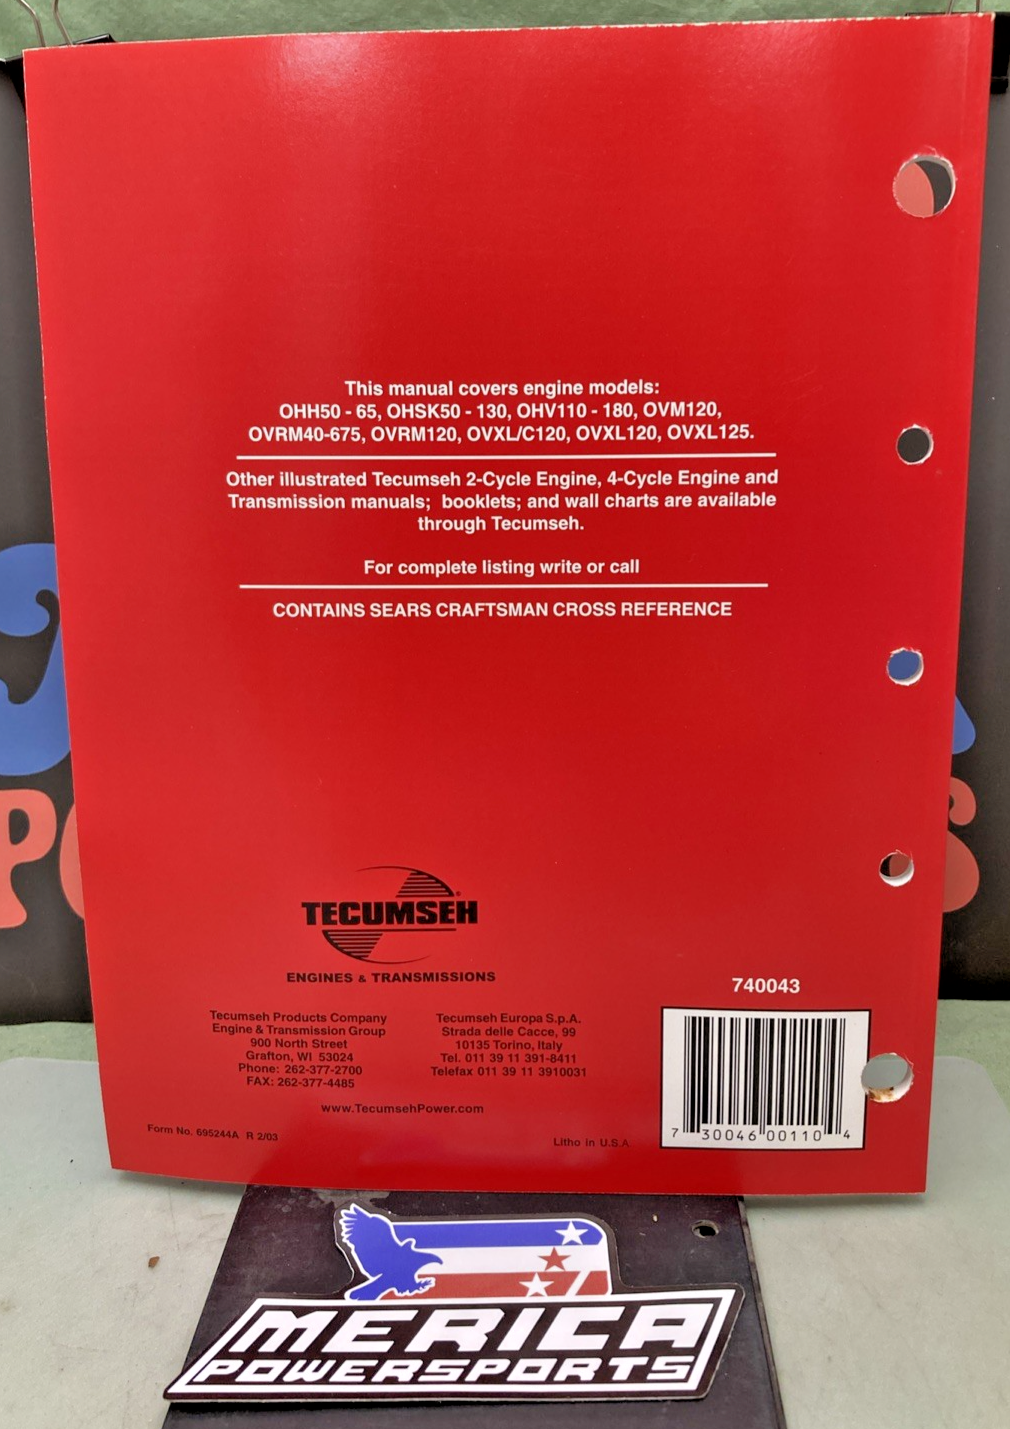 This manual covers engine models:
OHH50 - 65, OHSK50 - 130, OHV110 - 180, OVM120,
OVRM40-675, OVRM120, OVXL/C120, OVXL120, OVXL125.
Other illustrated Tecumseh 2-Cycle Engine, 4-Cycle Engine and
Transmission manuals; booklets; and wall charts are available
through Tecumseh.
For complete listing write or call
CONTAINS SEARS CRAFTSMAN CROSS REFERENCE
TECUMSEH®
ENGINES & TRANSMISSIONS
Tecumseh Products Company
Engine & Transmission Group
900 North Street
Grafton, WI 53024
Phone: 262-377-2700
FAX: 262-377-4485
Tecumseh Europa S.p.A.
Strada delle Cacce, 99
10135 Torino, Italy
Tel. 011 39 11 391-8411
Telefax 011 39 11 3910031
www.TecumsehPower.com
Form No. 695244A R 2/03
Litho in U.S.A.
740043
7 30046 00110 4
MERICA
POWERSPORTS